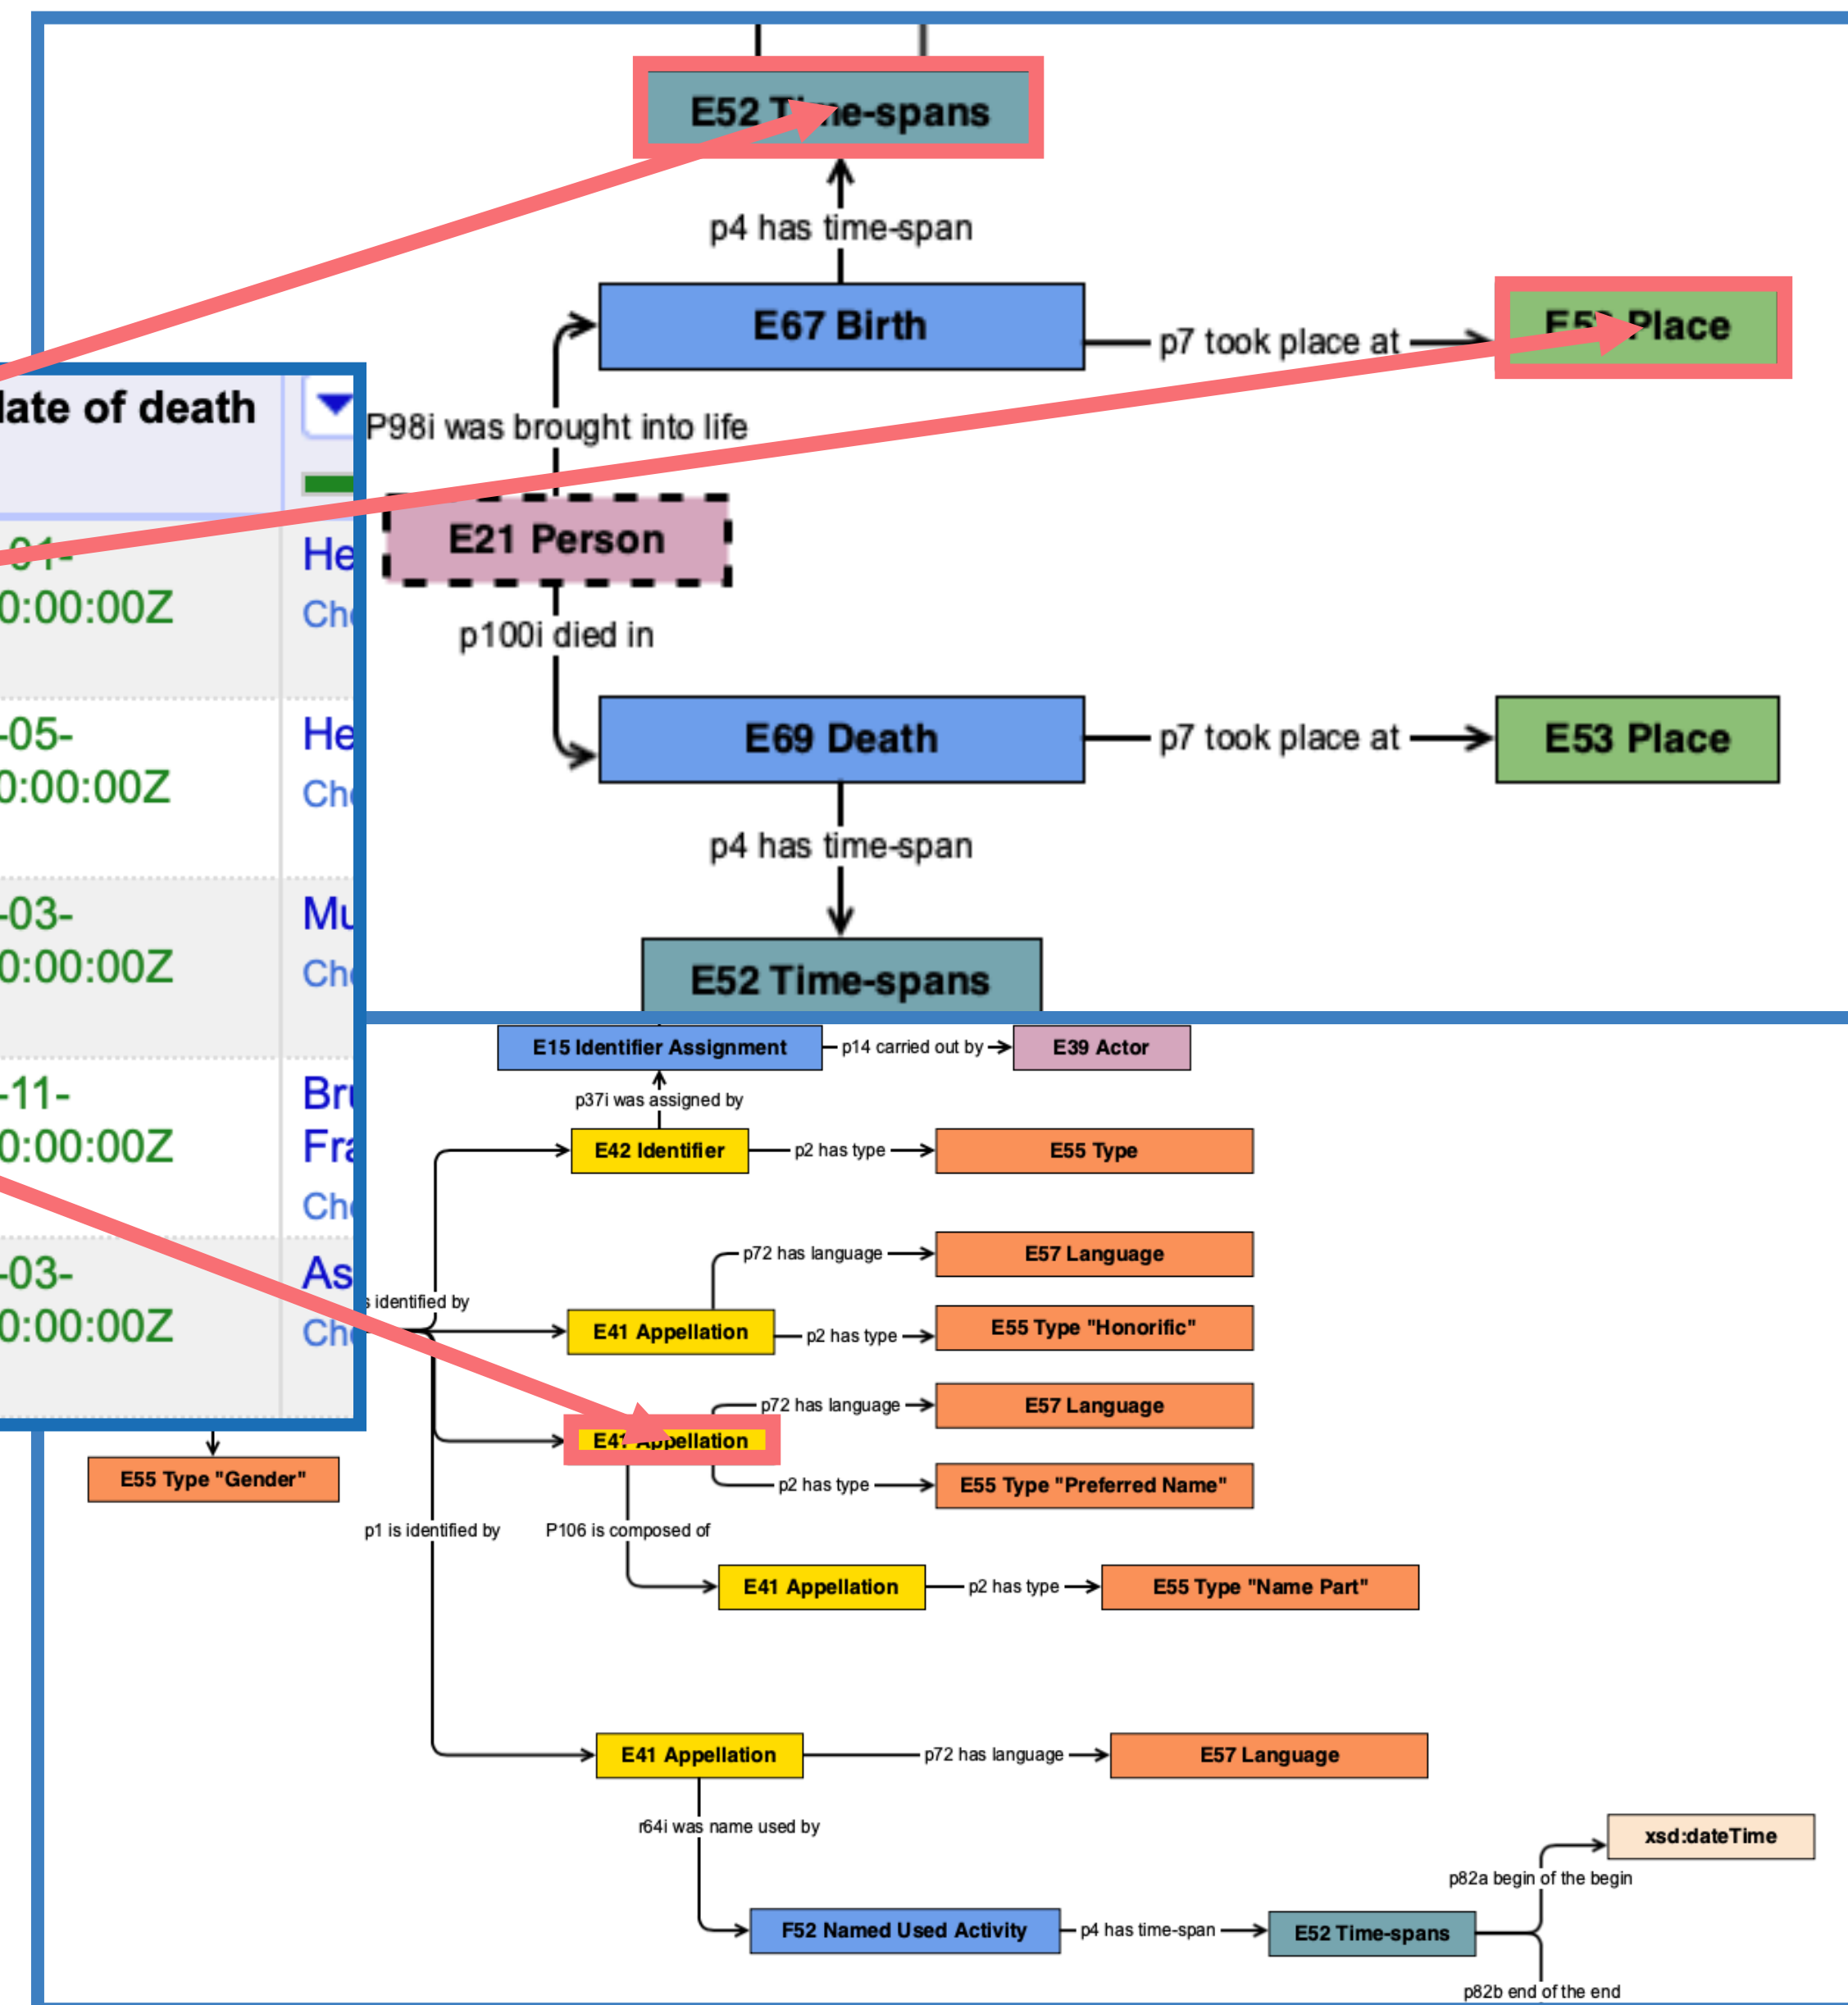 E52 Time-spans
p4 has time-span
E67 Birth
p7 took place at
Place
P98i was brought into life
E21 Person
p100i died in
E69 Death
p7 took place at
E53 Place
p4 has time-span
E52 Time-spans
date of death
-01-
0:00:00Z
He
Ch
-05-
0:00:00Z
He
Ch
-03-
0:00:00Z
Mu
Ch
-11-
0:00:00Z
Bru
Fra
Ch
-03-
0:00:00Z
As
Ch
E15 Identifier Assignment
p14 carried out by
E39 Actor
p37i was assigned by
E42 Identifier
p2 has type
E55 Type
p72 has language
E57 Language
s identified by
E41 Appellation
p2 has type
E55 Type "Honorific"
p72 has language
E57 Language
E41 Appellation
p2 has type
E55 Type "Preferred Name"
E55 Type "Gender"
p1 is identified by
P106 is composed of
E41 Appellation
p2 has type
E55 Type "Name Part"
E41 Appellation
p72 has language
E57 Language
r64i was name used by
xsd:dateTime
p82a begin of the begin
F52 Named Used Activity
p4 has time-span
E52 Time-spans
p82b end of the end